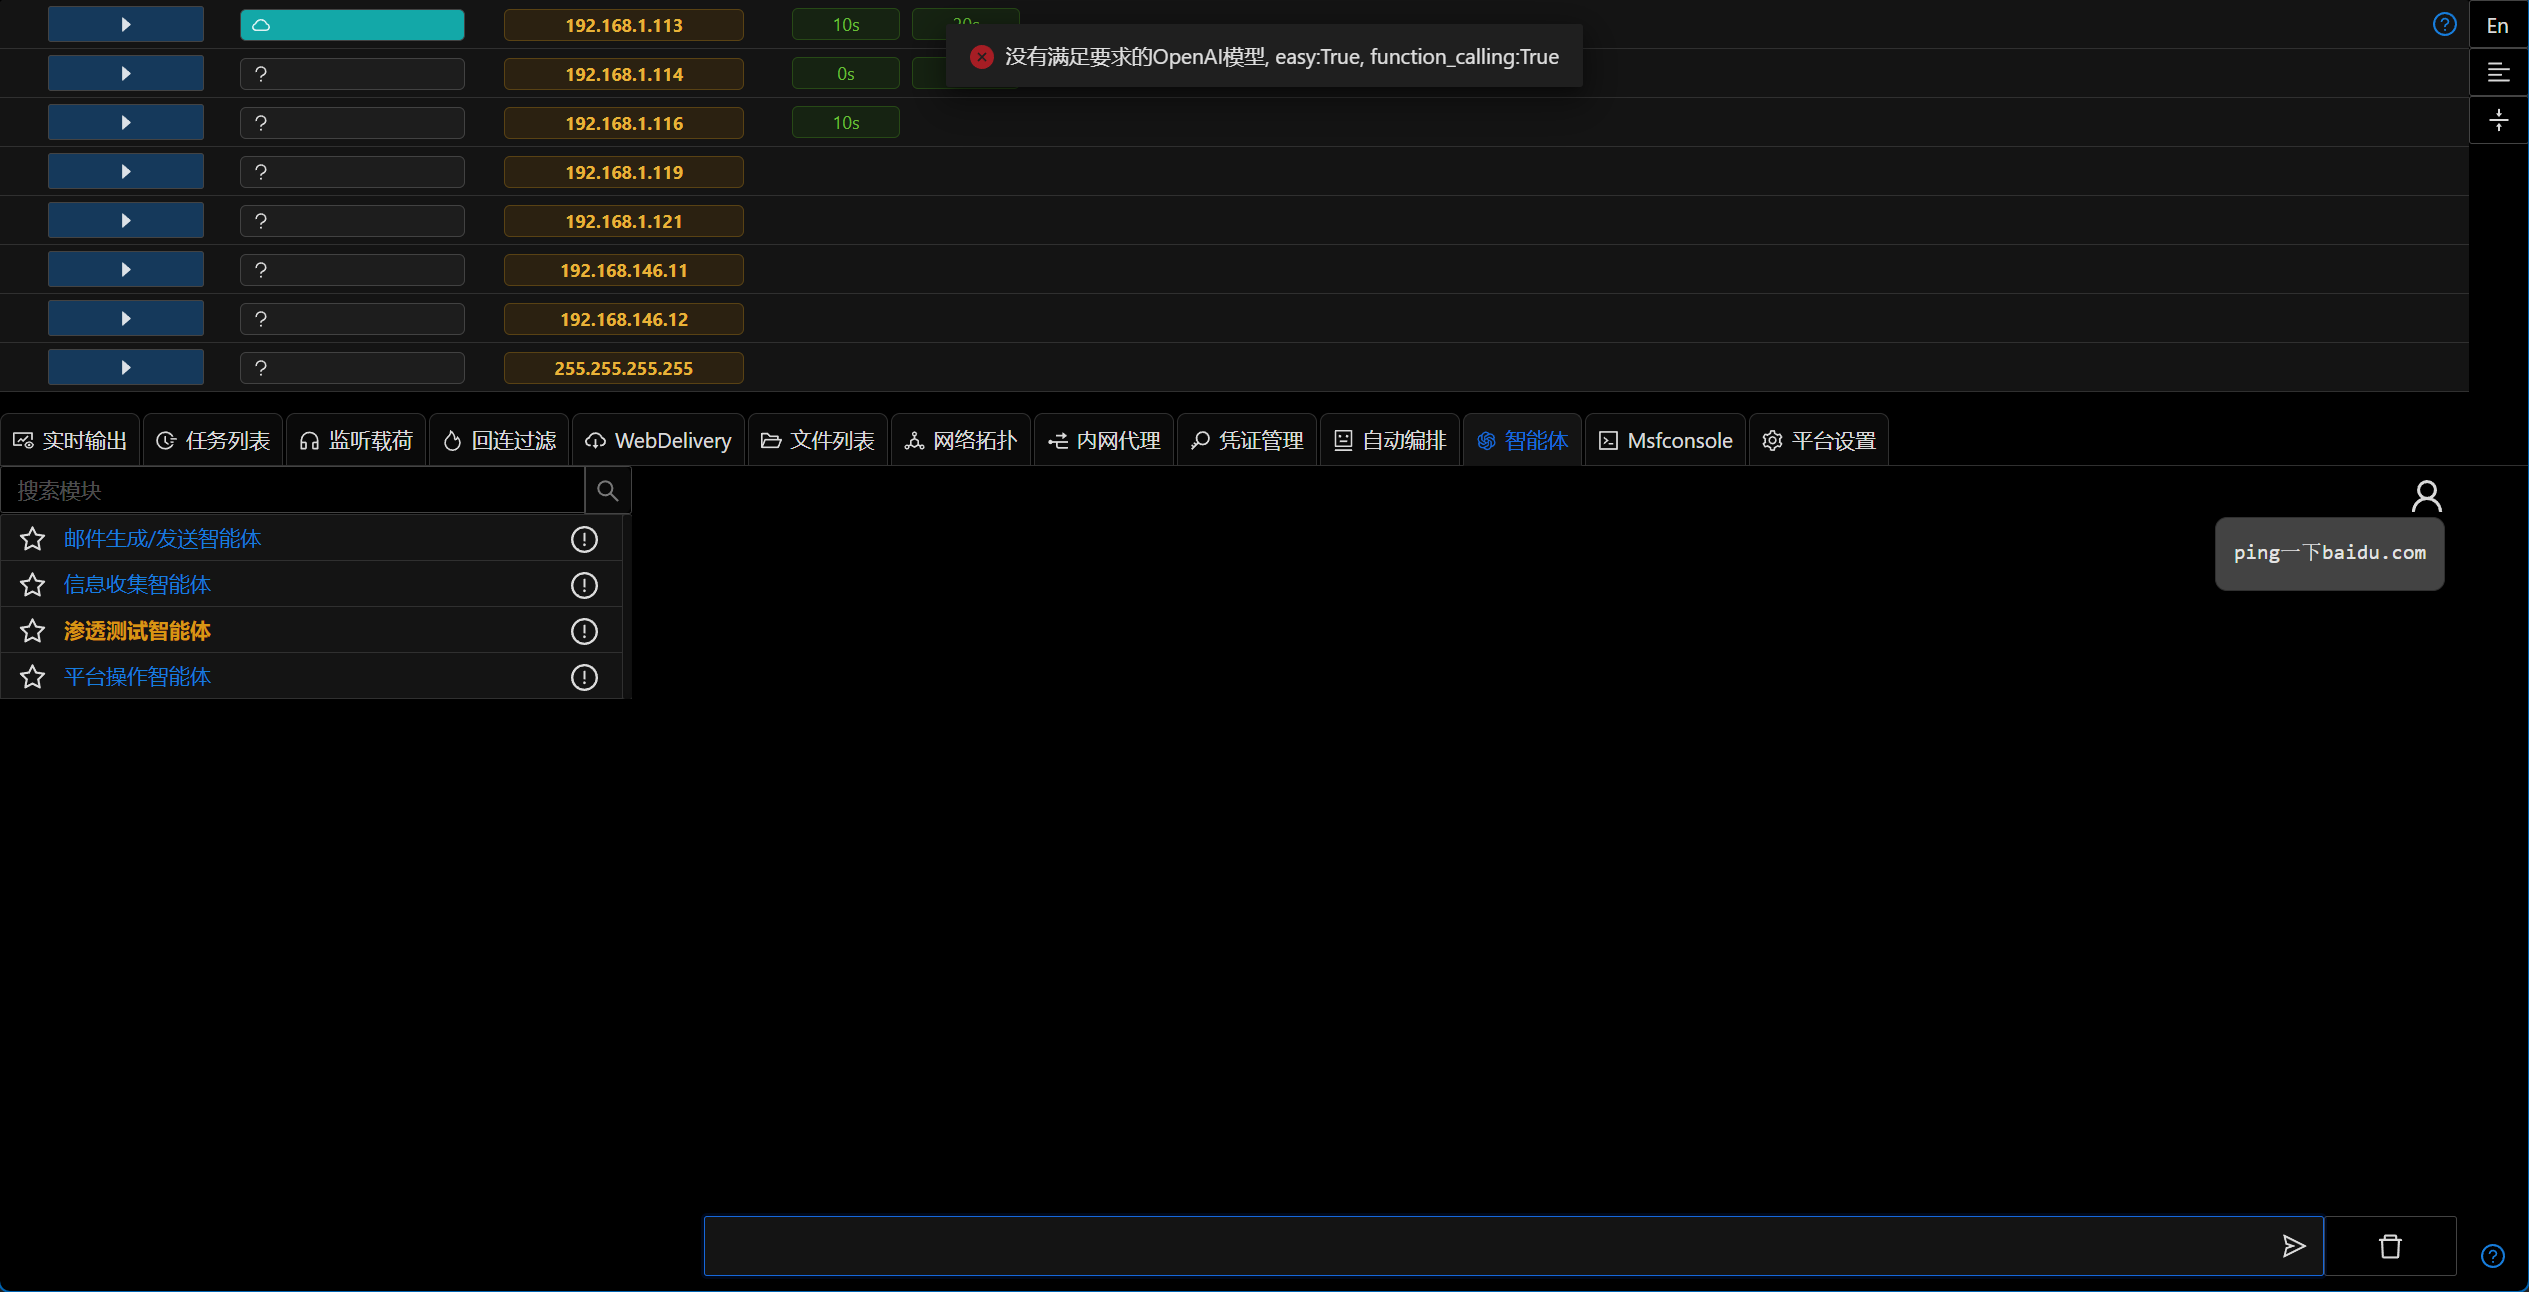 192.168.1.113 10s 20s
En
没有满足要求的OpenAI模型, easy:True, function_calling:True
? 192.168.1.114 0s
? 192.168.1.116 10s
? 192.168.1.119
? 192.168.1.121
? 192.168.146.11
? 192.168.146.12
? 255.255.255.255
实时输出 任务列表 监听载荷 回连过滤 WebDelivery 文件列表 网络拓扑 内网代理 凭证管理 自动编排 智能体 Msfconsole 平台设置
搜索模块
邮件生成/发送智能体
信息收集智能体
渗透测试智能体
平台操作智能体
ping一下baidu.com